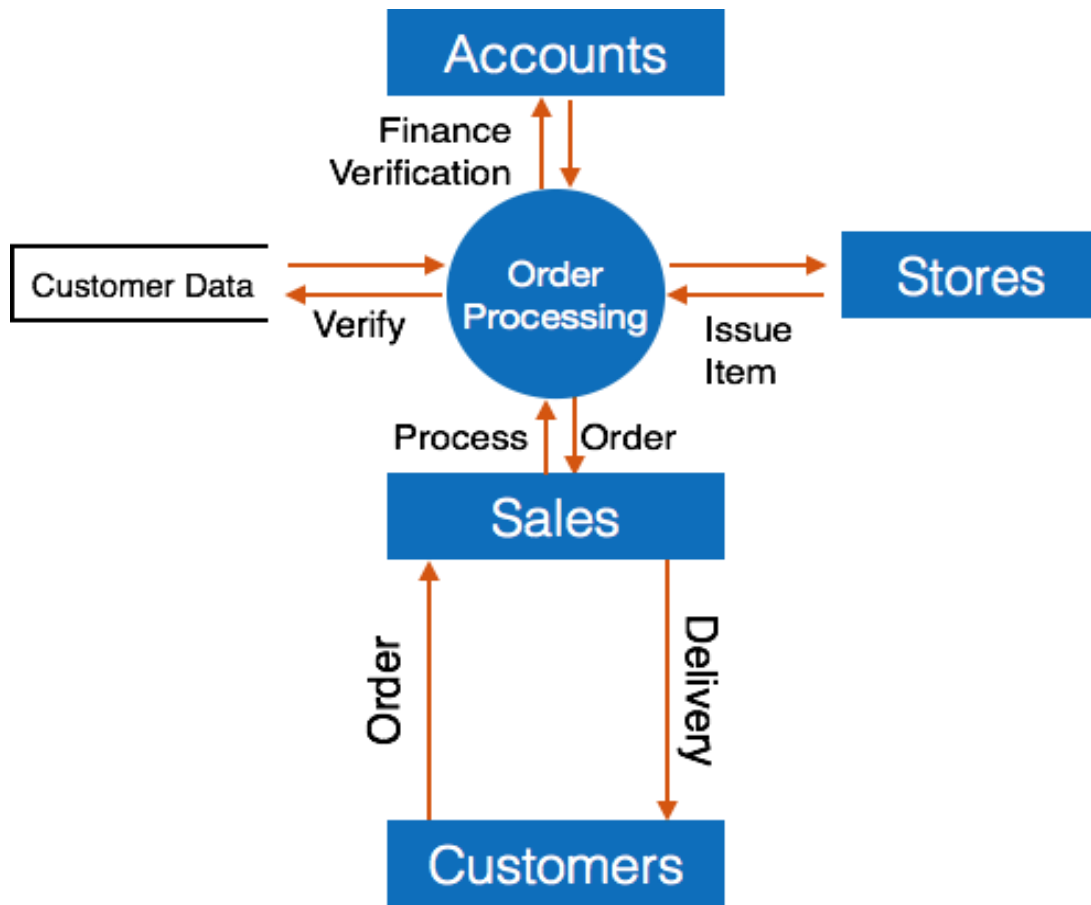 Accounts
Finance
Verification
Customer Data
Order
Processing
Stores
Verify
Issue
Item
Process
Order
Sales
Order
Delivery
Customers